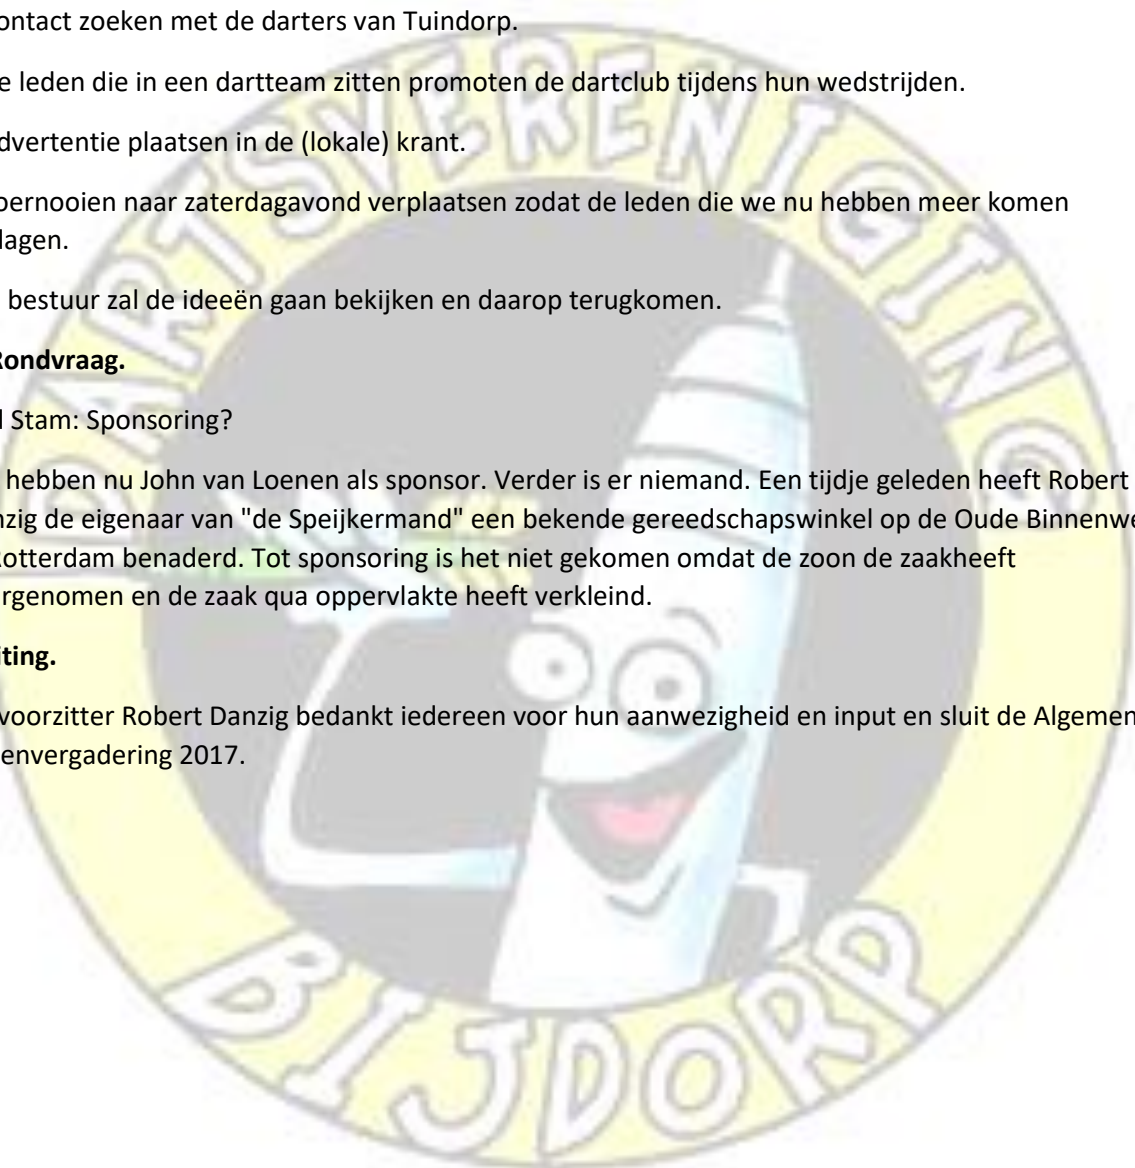 ontact zoeken met de darters van Tuindorp.
e leden die in een dartteam zitten promoten de dartclub tijdens hun wedstrijden.
dvertentie plaatsen in de (lokale) krant.
oernooien naar zaterdagavond verplaatsen zodat de leden die we nu hebben meer komen
lagen.
bestuur zal de ideeën gaan bekijken en daarop terugkomen.
Rondvraag.
l Stam: Sponsoring?
hebben nu John van Loenen als sponsor. Verder is er niemand. Een tijdje geleden heeft Robert
nzig de eigenaar van "de Speijkermand" een bekende gereedschapswinkel op de Oude Binnenwe
Rotterdam benaderd. Tot sponsoring is het niet gekomen omdat de zoon de zaakheeft
rgenomen en de zaak qua oppervlakte heeft verkleind.
iting.
voorzitter Robert Danzig bedankt iedereen voor hun aanwezigheid en input en sluit de Algemen
envergadering 2017.
DARTSVERENIGING
BIJDORP